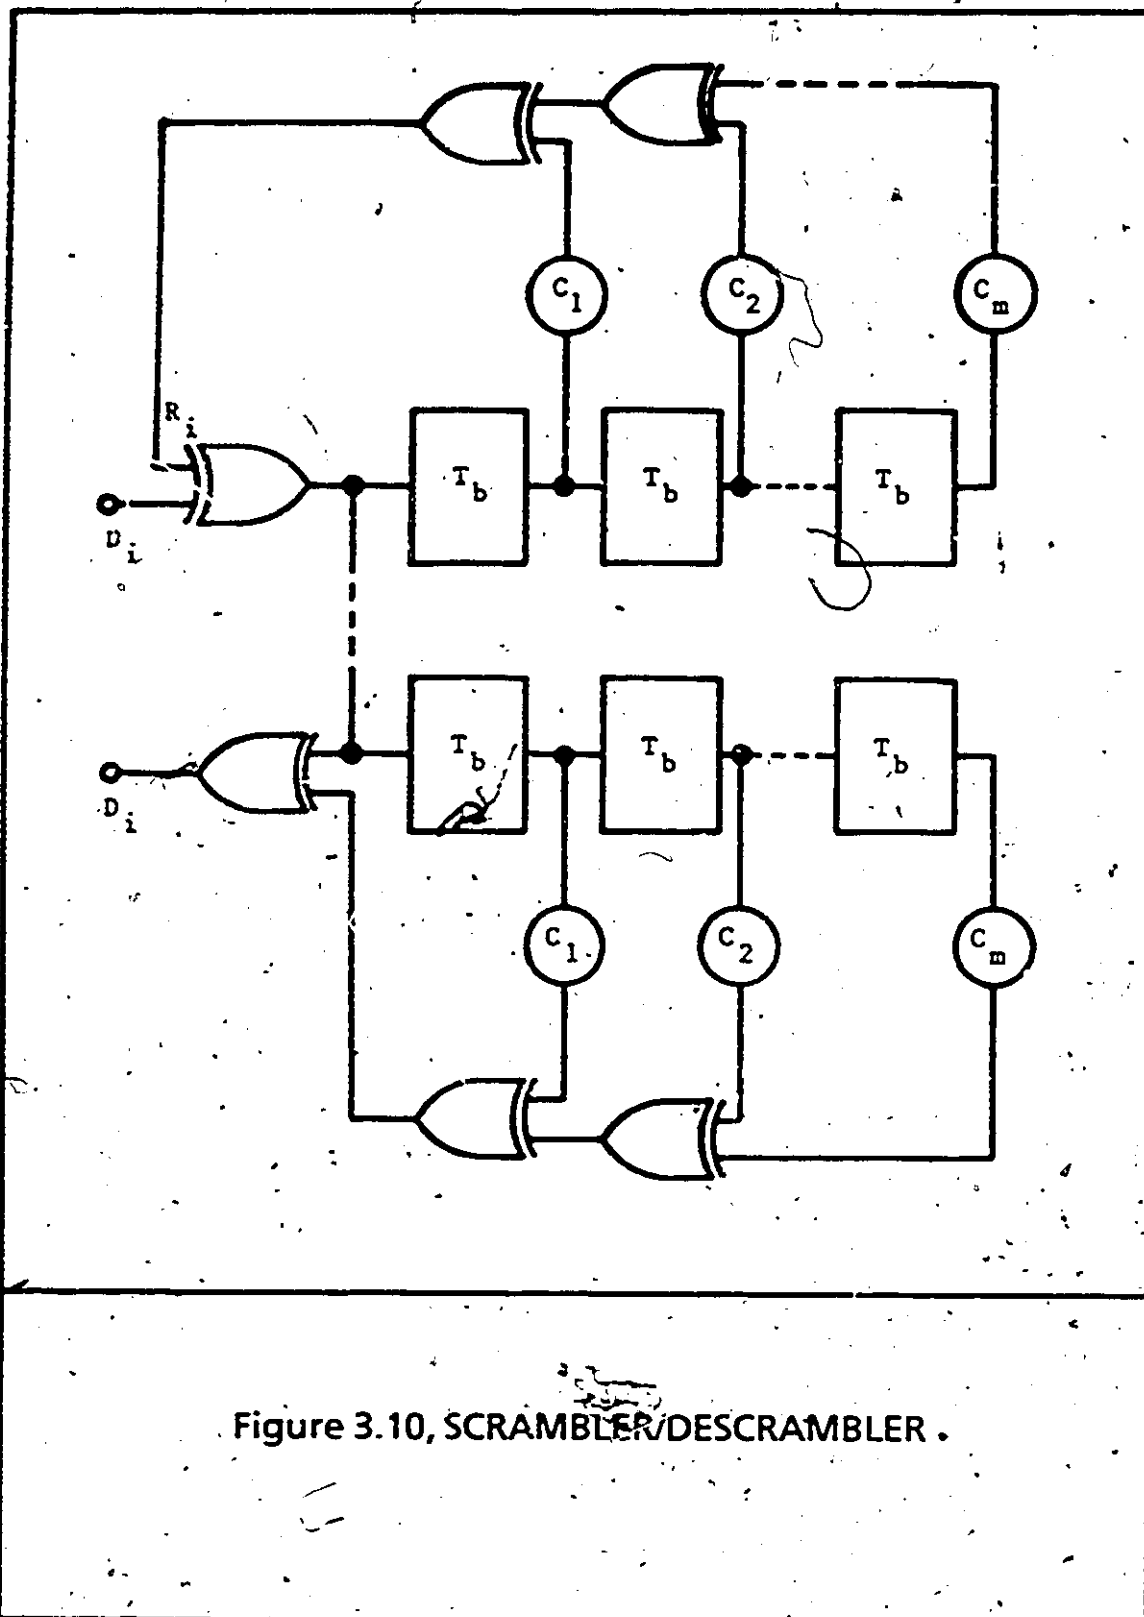 C1 C2 Cm
Ri
Tb Tb Tb
Di
Tb Tb Tb
Di
C1 C2 Cm
Figure 3.10, SCRAMBLER/DESCRAMBLER